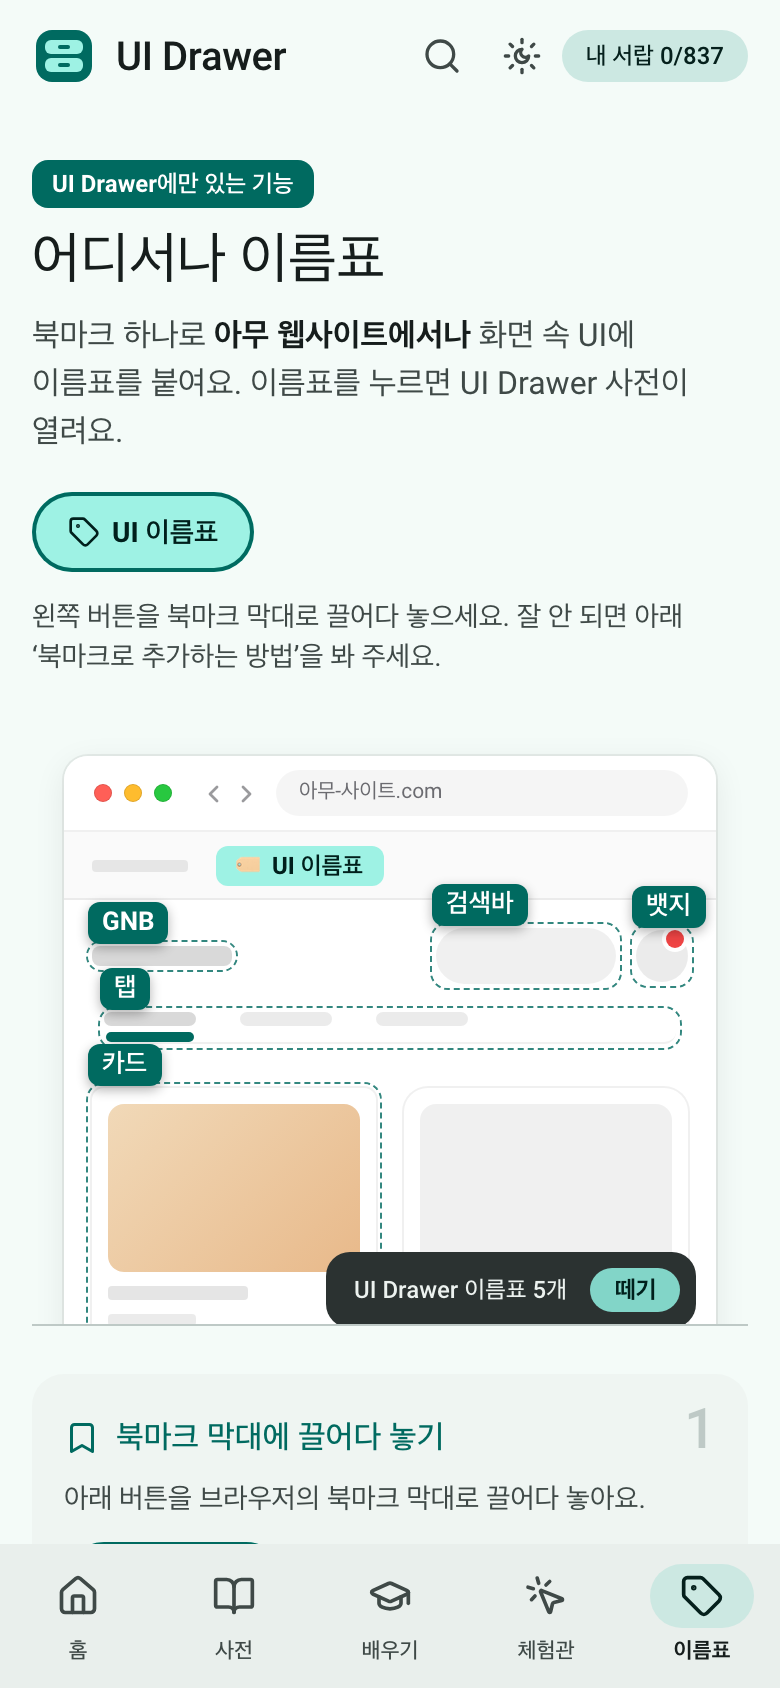 UI Drawer
내 서랍 0/837
UI Drawer에만 있는 기능
어디서나 이름표
북마크 하나로 아무 웹사이트에서나 화면 속 UI에
이름표를 붙여요. 이름표를 누르면 UI Drawer 사전이
열려요.
UI 이름표
왼쪽 버튼을 북마크 막대로 끌어다 놓으세요. 잘 안 되면 아래
‘북마크로 추가하는 방법’을 봐 주세요.
아무-사이트.com
UI 이름표
검색바
뱃지
GNB
탭
카드
UI Drawer 이름표 5개
떼기
북마크 막대에 끌어다 놓기
1
아래 버튼을 브라우저의 북마크 막대로 끌어다 놓아요.
홈
사전
배우기
체험관
이름표